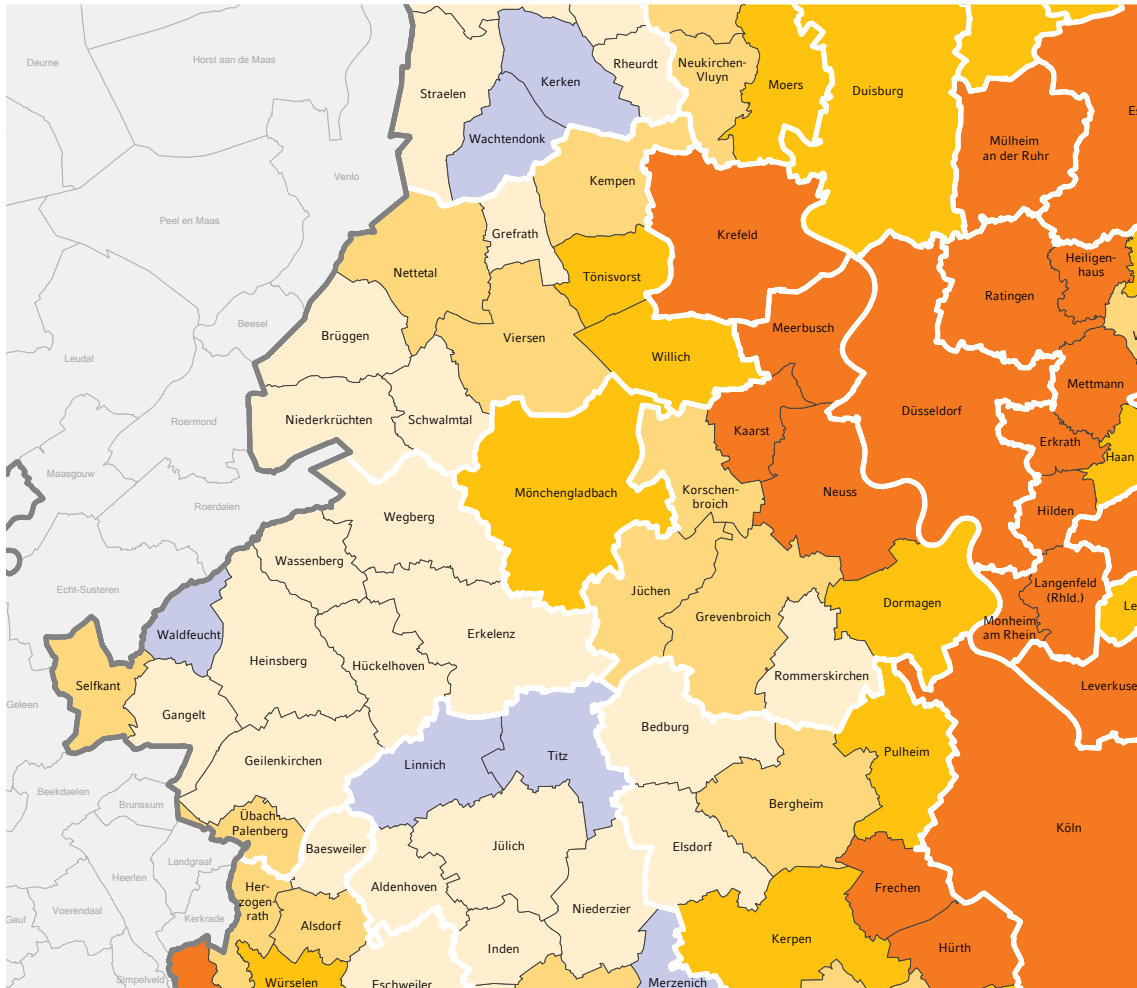 Deurne
Horst aan de Maas
Venlo
Peel en Maas
Beesel
Leudal
Roermond
Maasgouw
Roerdalen
Echt-Susteren
Geleen
Beekdaelen
Brunssum
Landgraaf
Heerlen
Voerendaal
Kerkrade
Geul
Simpelveld
Straelen
Kerken
Rheurdt
Neukirchen-
Vluyn
Moers
Duisburg
Mülheim
an der Ruhr
Es
Wachtendonk
Kempen
Krefeld
Grefrath
Nettetal
Tönisvorst
Heiligen-
haus
Ratingen
Meerbusch
Brüggen
Viersen
Willich
Mettmann
Düsseldorf
Niederkrüchten
Schwalmtal
Kaarst
Erkrath
Haan
Mönchengladbach
Neuss
Korschen-
broich
Hilden
Wegberg
Wassenberg
Jüchen
Langenfeld
(Rhld.)
Dormagen
Le
Grevenbroich
Monheim
am Rhein
Waldfeucht
Erkelenz
Heinsberg
Hückelhoven
Rommerskirchen
Selfkant
Gangelt
Leverkuse
Bedburg
Pulheim
Geilenkirchen
Linnich
Titz
Bergheim
Übach-
Palenberg
Köln
Baesweiler
Jülich
Elsdorf
Aldenhoven
Frechen
Her-
zogen-
rath
Niederzier
Alsdorf
Kerpen
Inden
Hürth
Würselen
Eschweiler
Merzenich